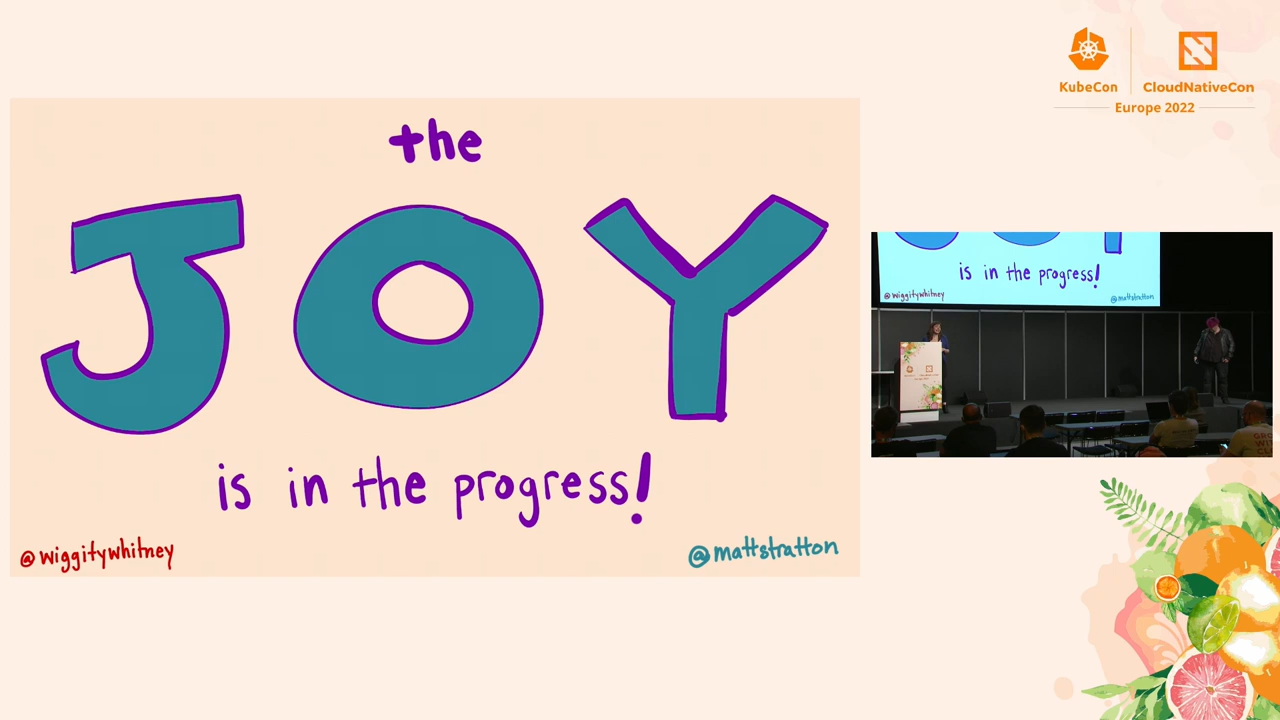 the
JOY
is in the progress!
@wiggitywhitney
@mattstratton
KubeCon
CloudNativeCon
Europe 2022
is in the progress!
@wiggitywhitney
@mattstratton